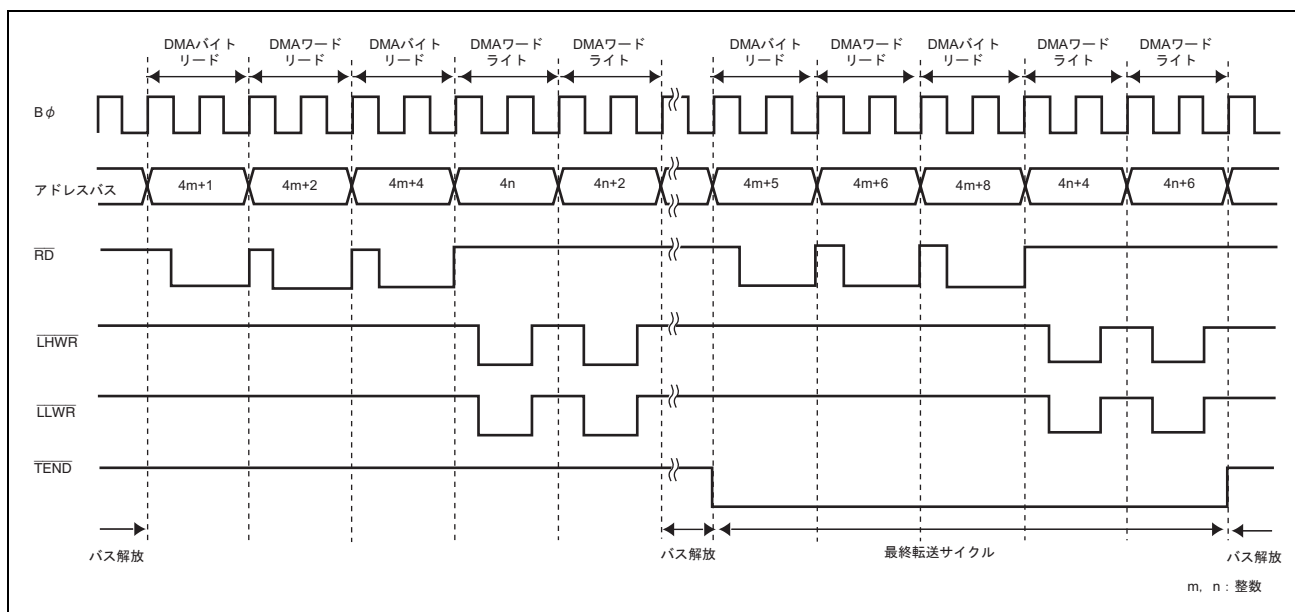 DMAバイト
リード
DMAワード
リード
DMAバイト
リード
DMAワード
ライト
DMAワード
ライト
DMAバイト
リード
DMAワード
リード
DMAバイト
リード
DMAワード
ライト
DMAワード
ライト
Bφ
アドレスバス
4m+1
4m+2
4m+4
4n
4n+2
4m+5
4m+6
4m+8
4n+4
4n+6
RD
LHWR
LLWR
TEND
バス解放
バス解放
最終転送サイクル
バス解放
m, n : 整数